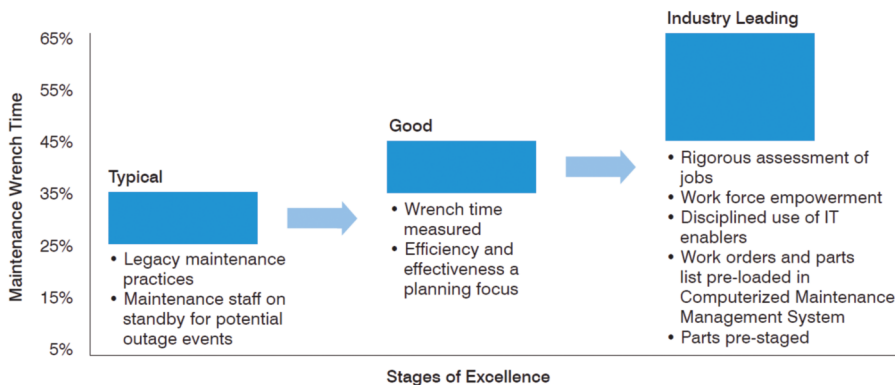 Industry Leading
65%
55%
45%
35%
25%
15%
5%
Maintenance Wrench Time
Typical
• Legacy maintenance
practices
• Maintenance staff on
standby for potential
outage events
Good
• Wrench time
measured
• Efficiency and
effectiveness a
planning focus
• Rigorous assessment of
jobs
• Work force empowerment
• Disciplined use of IT
enablers
• Work orders and parts
list pre-loaded in
Computerized Maintenance
Management System
• Parts pre-staged
Stages of Excellence